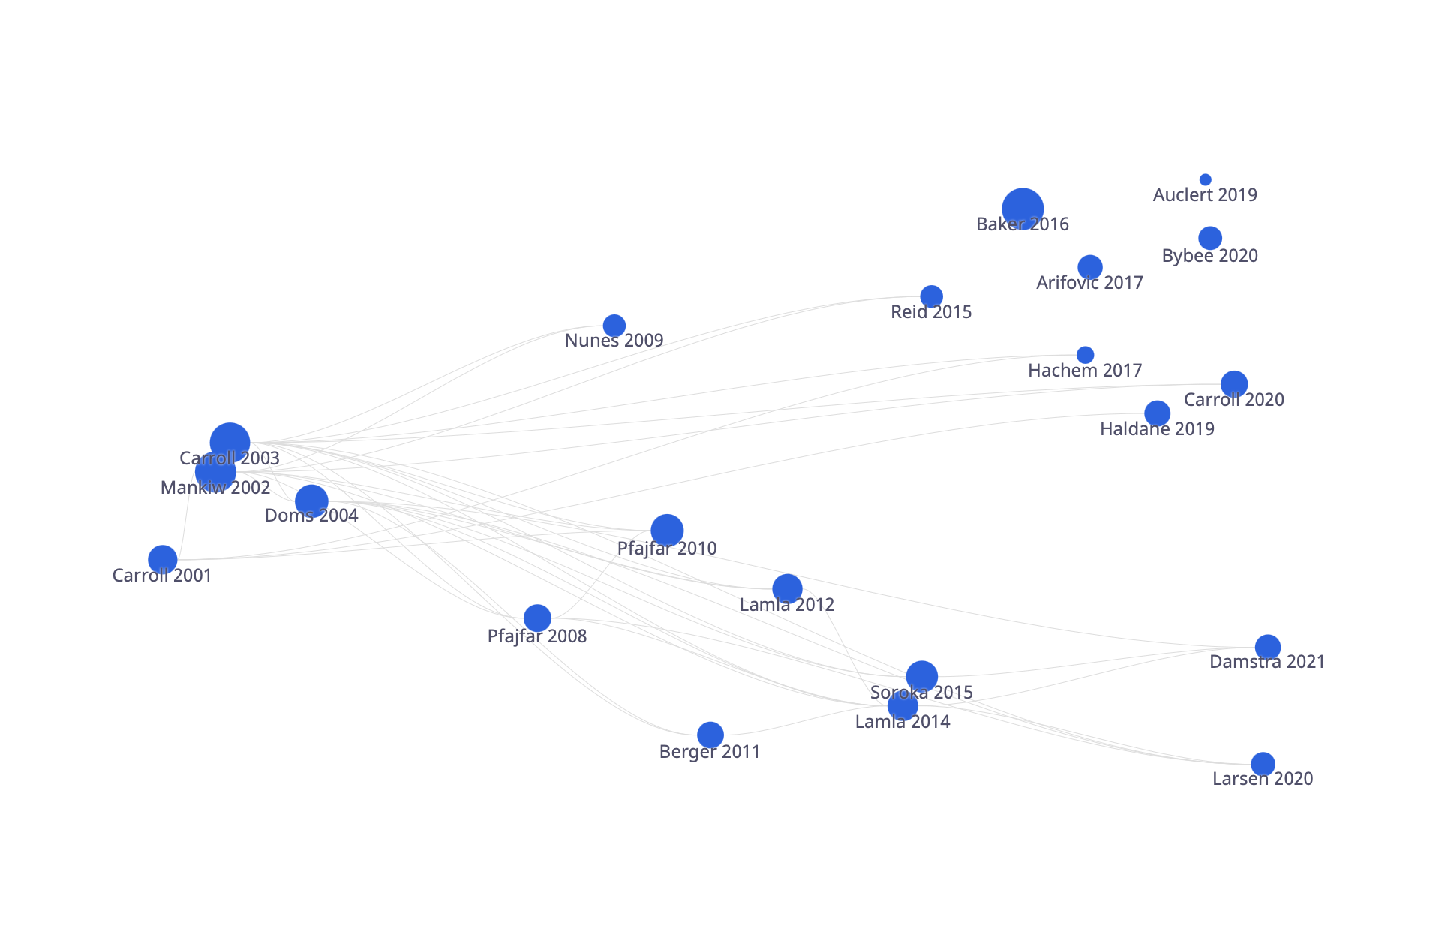 Auclert 2019
Baker 2016
Bybee 2020
Arifovic 2017
Reid 2015
Nunes 2009
Hachem 2017
Carroll 2020
Haldane 2019
Carroll 2003
Mankiw 2002
Doms 2004
Pfajfar 2010
Carroll 2001
Lamla 2012
Pfajfar 2008
Damstra 2021
Soroka 2015
Lamla 2014
Berger 2011
Larsen 2020